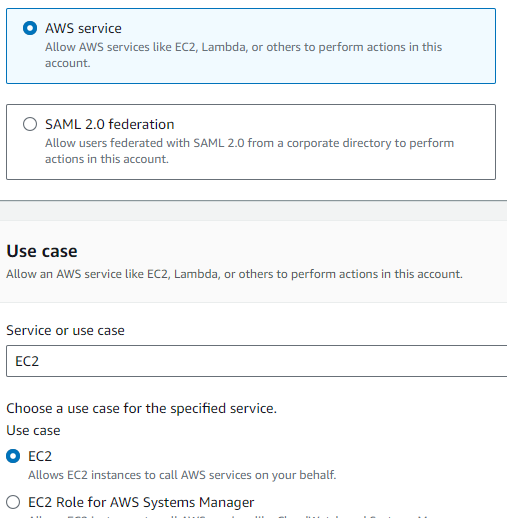 AWS service
Allow AWS services like EC2, Lambda, or others to perform actions in this
account.
SAML 2.0 federation
Allow users federated with SAML 2.0 from a corporate directory to perform
actions in this account.
Use case
Allow an AWS service like EC2, Lambda, or others to perform actions in this account.
Service or use case
EC2
Choose a use case for the specified service.
Use case
EC2
Allows EC2 instances to call AWS services on your behalf.
EC2 Role for AWS Systems Manager